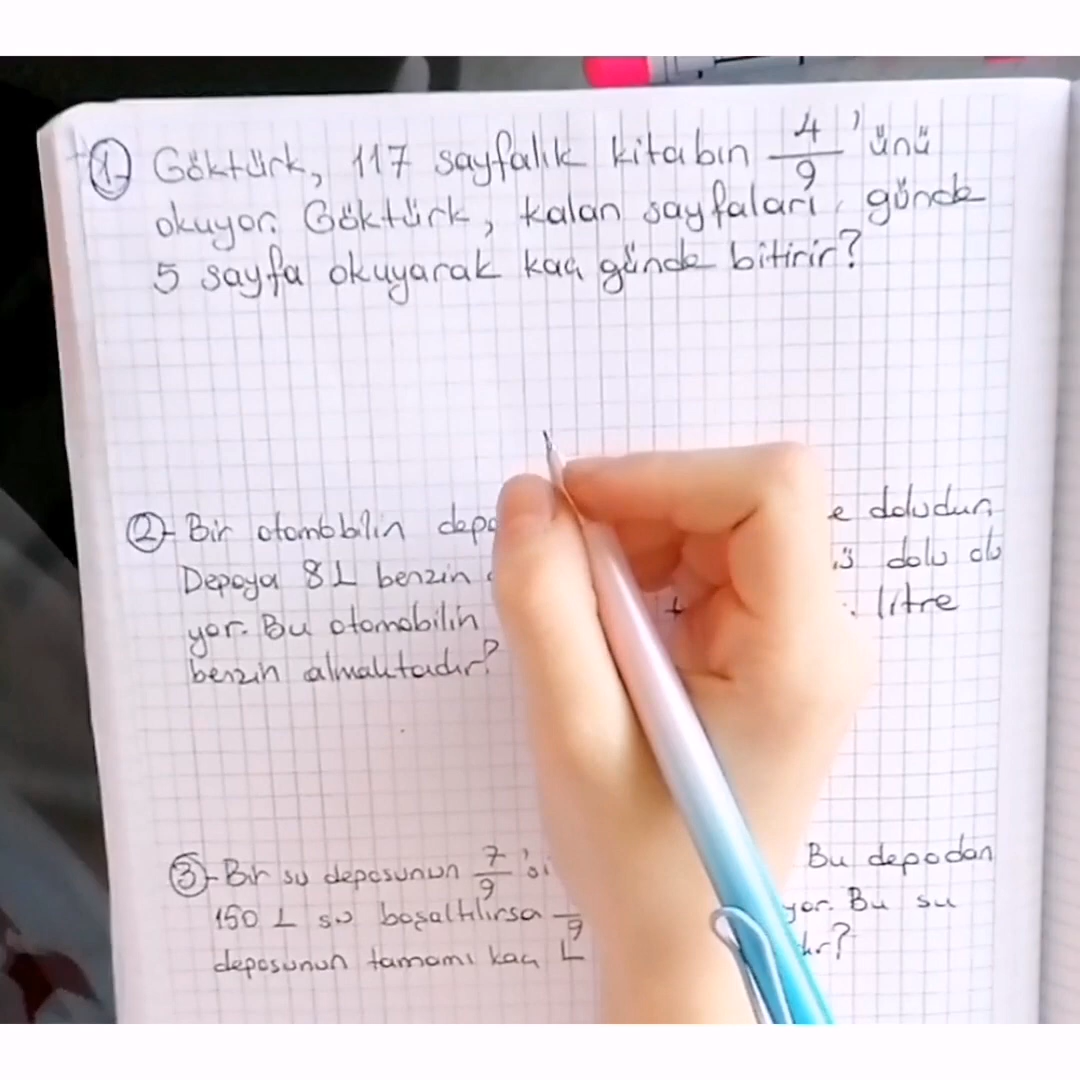 1- Göktürk, 117 sayfalık kitabın 4/9 'ünü
okuyor. Göktürk, kalan sayfaları, günde
5 sayfa okuyarak kaç günde bitirir?
2- Bir otomobilin doludur.
Depoya 8 L benzin dolu
yor. Bu otomobilin litre
benzin almaktadır?
3- Bir su deposunun 7/9 'si Bu depodan
150 L su boşaltılırsa Bu su
deposunun tamamı kaç L